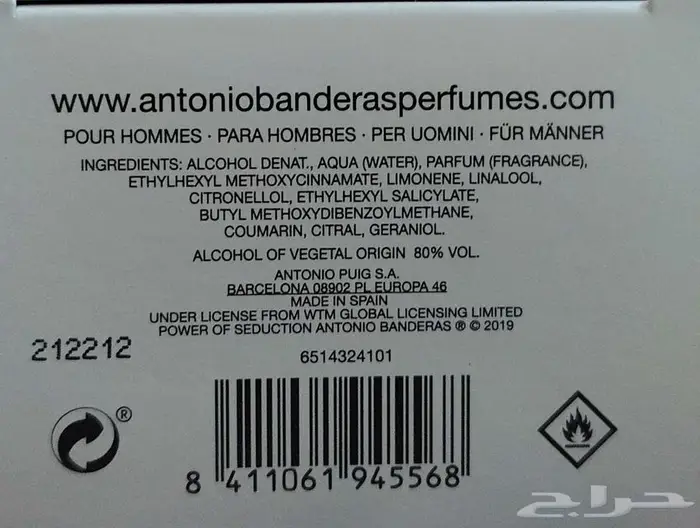 www.antoniobanderasperfumes.com
POUR HOMMES · PARA HOMBRES · PER UOMINI · FÜR MÄNNER
INGREDIENTS: ALCOHOL DENAT., AQUA (WATER), PARFUM (FRAGRANCE),
ETHYLHEXYL METHOXYCINNAMATE, LIMONENE, LINALOOL,
CITRONELLOL, ETHYLHEXYL SALICYLATE,
BUTYL METHOXYDIBENZOYLMETHANE,
COUMARIN, CITRAL, GERANIOL.
ALCOHOL OF VEGETAL ORIGIN 80% VOL.
ANTONIO PUIG S.A.
BARCELONA 08902 PL EUROPA 46
MADE IN SPAIN
UNDER LICENSE FROM WTM GLOBAL LICENSING LIMITED
POWER OF SEDUCTION ANTONIO BANDERAS ® © 2019
212212
6514324101
®
8 411061 945568
حراج